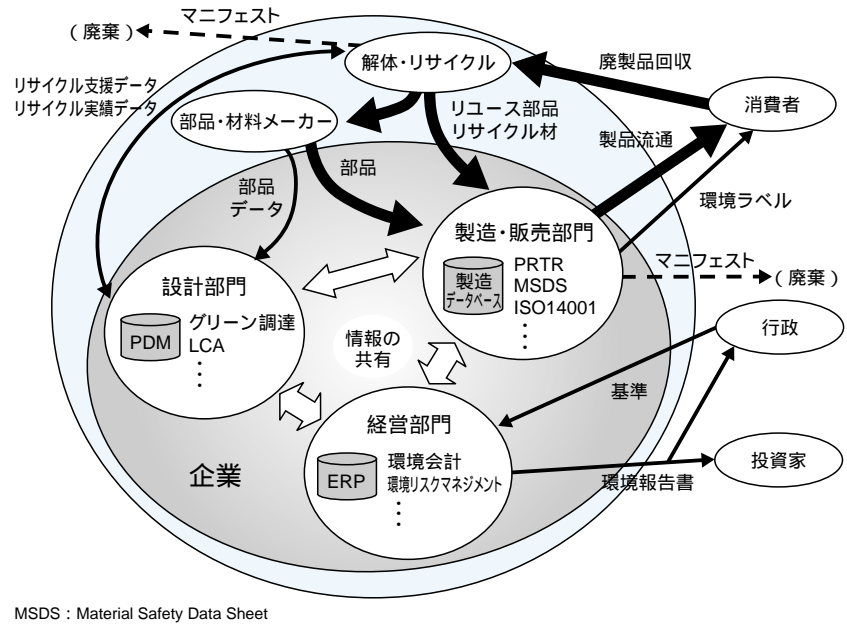 マニフェスト
(廃棄)
解体・リサイクル
廃製品回収
リサイクル支援データ
リサイクル実績データ
消費者
部品・材料メーカー
リユース部品
リサイクル材
製品流通
部品
部品
データ
環境ラベル
製造・販売部門
マニフェスト
(廃棄)
製造
データベース
PRTR
MSDS
ISO14001
⋮
設計部門
PDM
グリーン調達
LCA
⋮
情報の
共有
行政
基準
経営部門
ERP
環境会計
環境リスクマネジメント
⋮
企業
投資家
環境報告書
MSDS:Material Safety Data Sheet